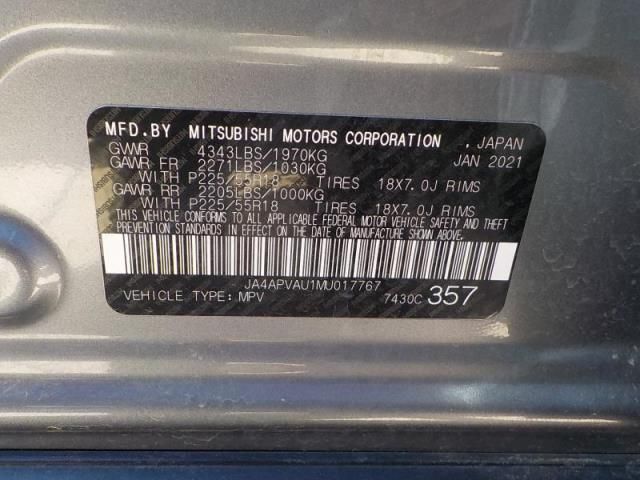 MFD.BY MITSUBISHI MOTORS CORPORATION . JAPAN
GVWR 4343LBS/1970KG JAN 2021
GAWR FR 2271LBS/1030KG
WITH P225/55R18 TIRES 18X7.0J RIMS
GAWR RR 2205LBS/1000KG
WITH P225/55R18 TIRES 18X7.0J RIMS
THIS VEHICLE CONFORMS TO ALL APPLICABLE FEDERAL MOTOR VEHICLE SAFETY AND THEFT
PREVENTION STANDARDS IN EFFECT ON THE DATE OF MANUFACTURE SHOWN ABOVE.
JA4APVAU1MU017767
VEHICLE TYPE:MPV 7430C 357